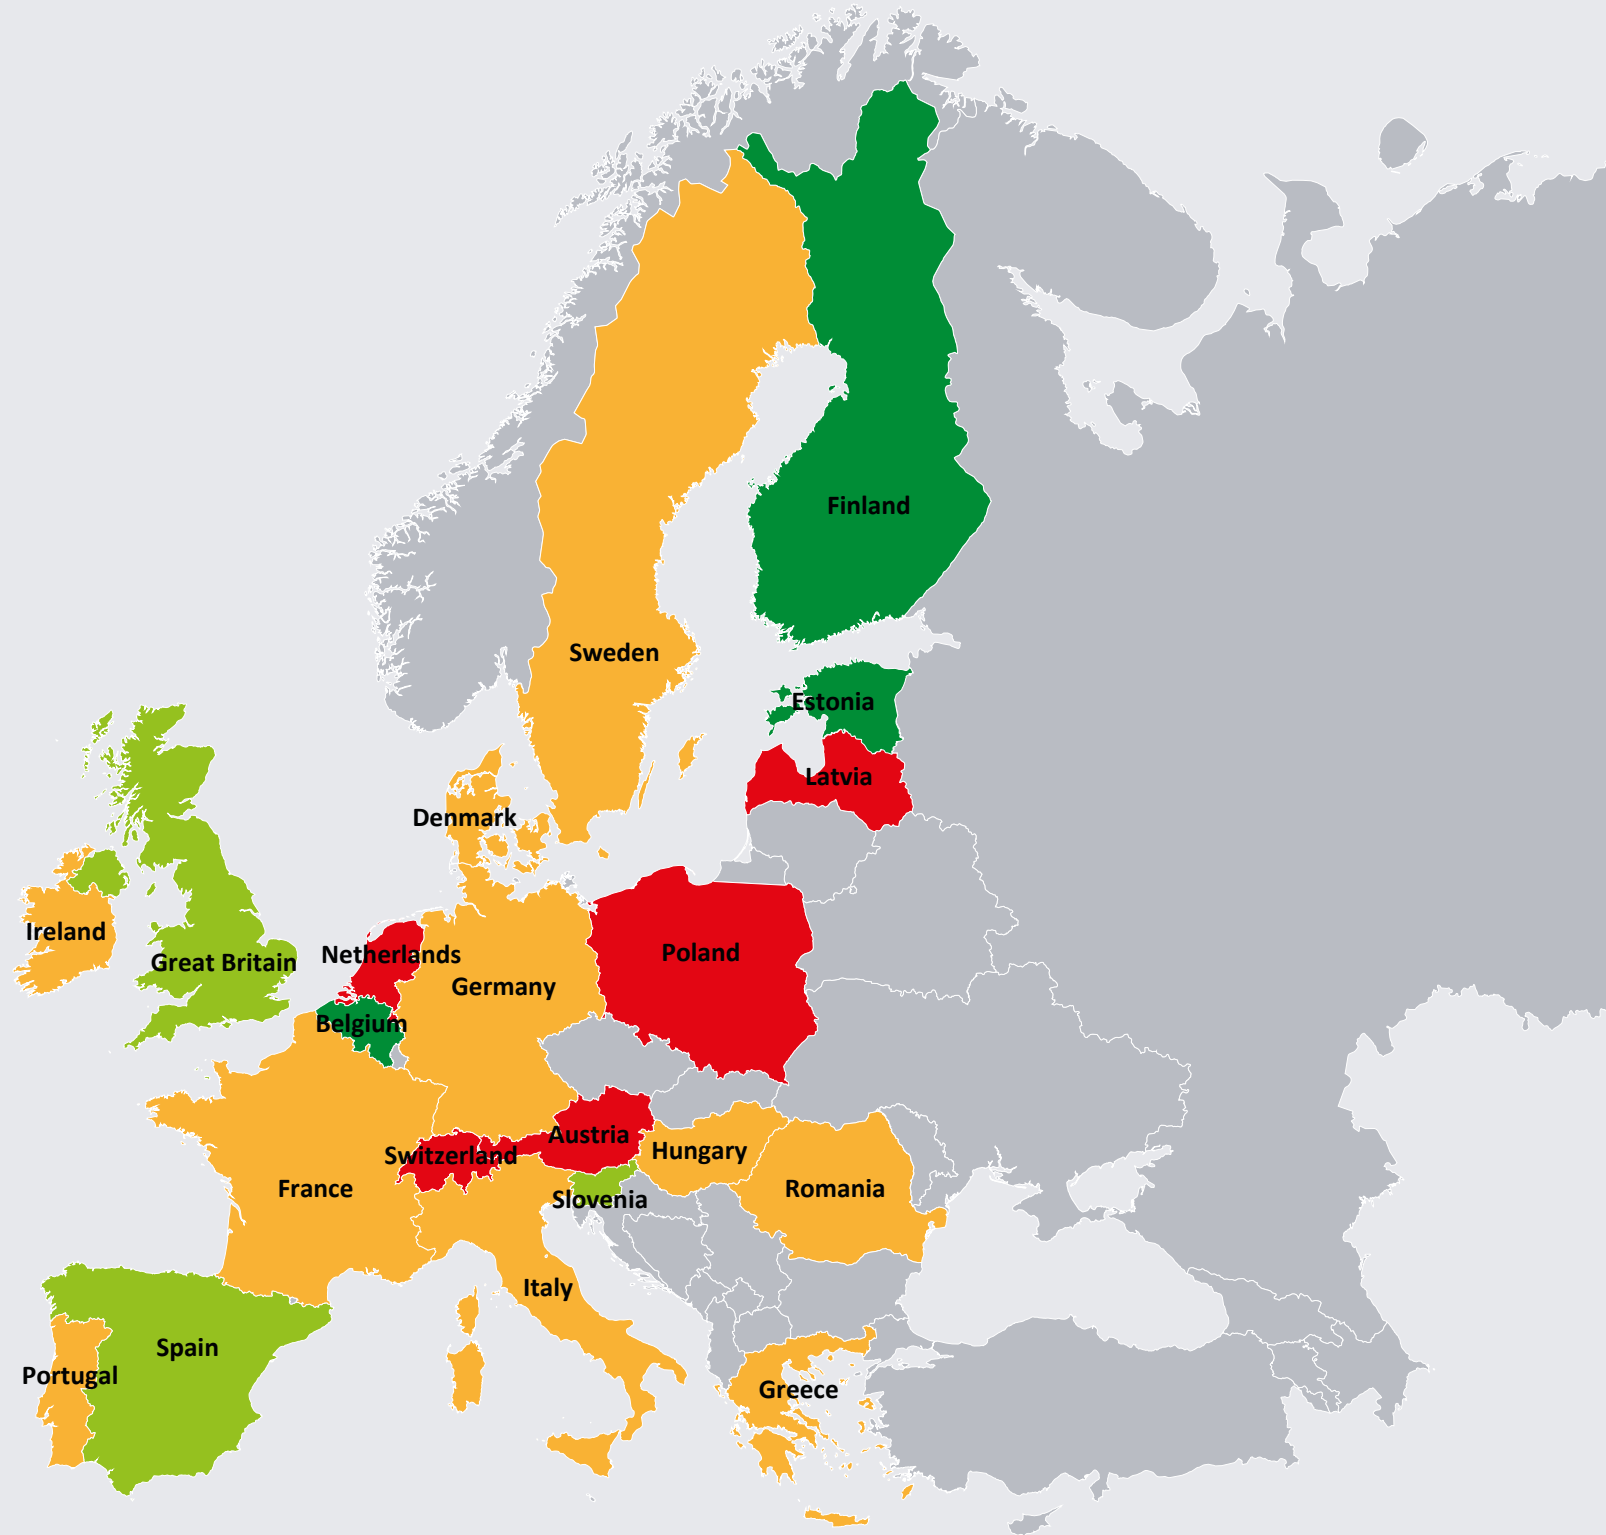 Finland
Sweden
Estonia
Latvia
Denmark
Ireland
Great Britain
Netherlands
Germany
Poland
Belgium
Austria
Switzerland
Hungary
France
Romania
Slovenia
Italy
Spain
Portugal
Greece